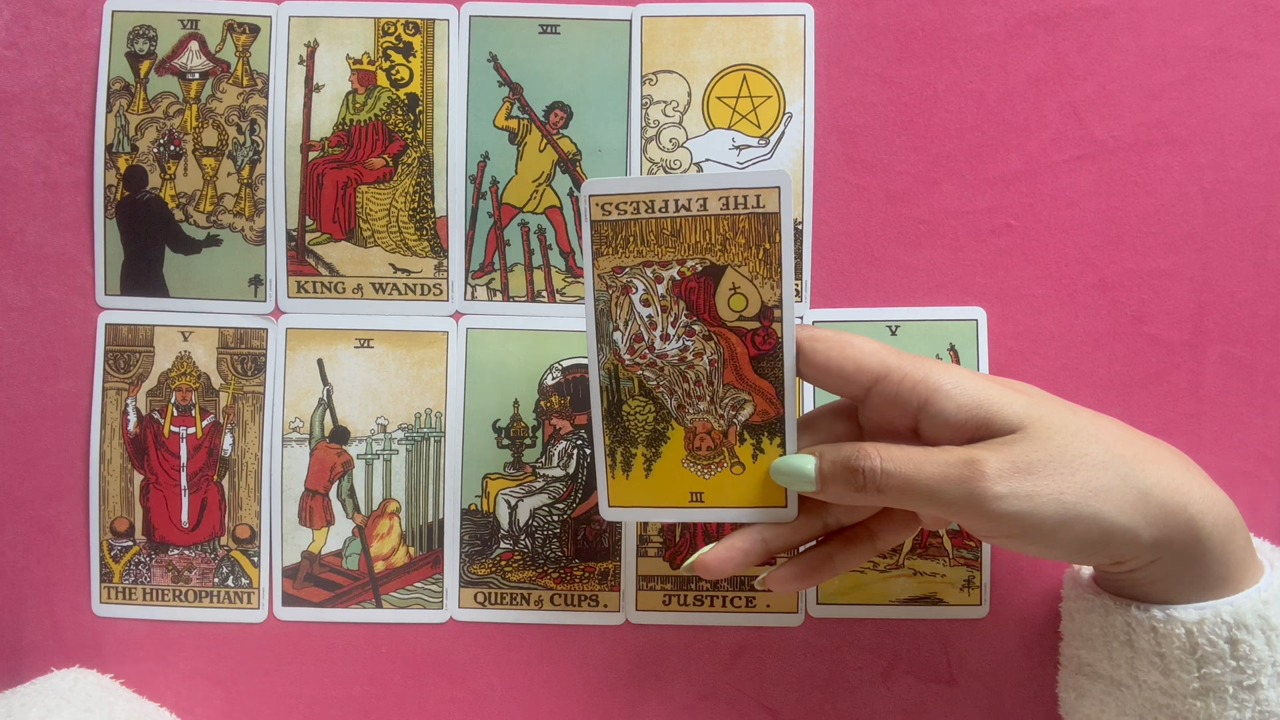 VII
KING of WANDS
VII
THE EMPRESS.
III
V
THE HIEROPHANT
VI
QUEEN of CUPS.
JUSTICE.
V